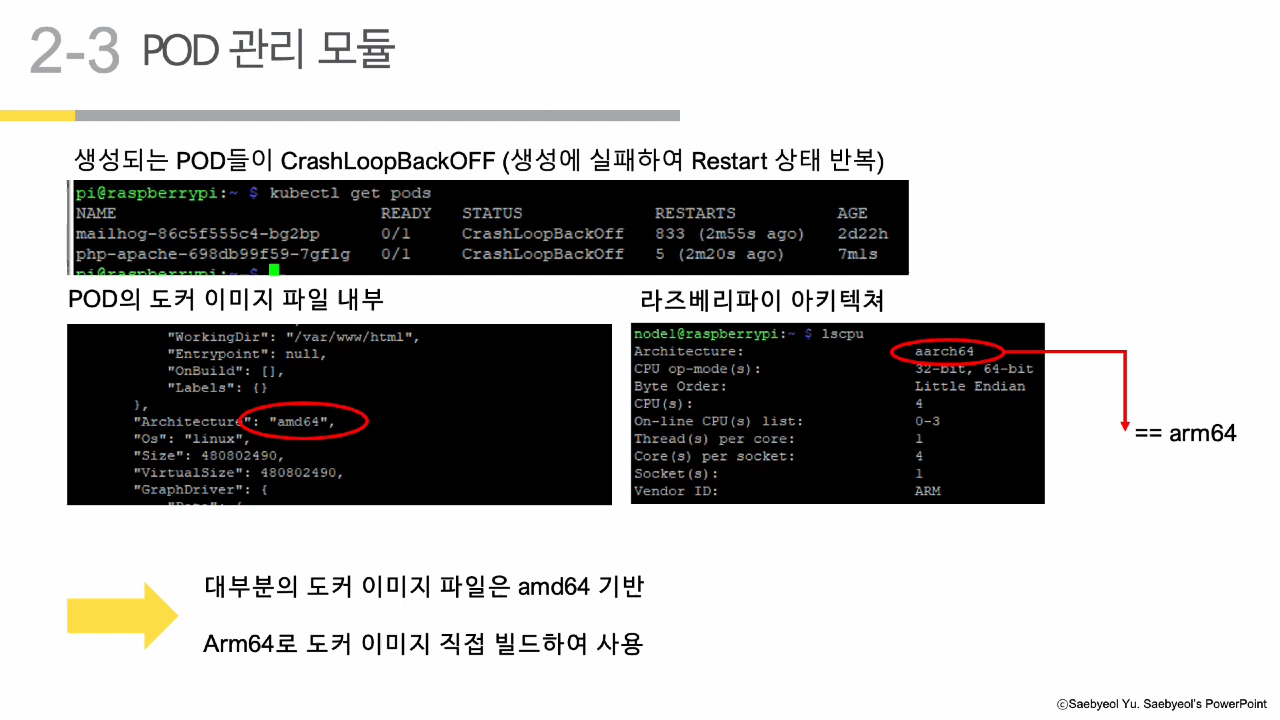 2-3 POD 관리 모듈
생성되는 POD들이 CrashLoopBackOFF (생성에 실패하여 Restart 상태 반복)
pi@raspberrypi:~ $ kubectl get pods
NAME READY STATUS RESTARTS AGE
mailhog-86c5f555c4-bg2bp 0/1 CrashLoopBackOff 833 (2m55s ago) 2d22h
php-apache-698db99f59-7gflg 0/1 CrashLoopBackOff 5 (2m20s ago) 7m1s
pi@raspberrypi:~ $
POD의 도커 이미지 파일 내부
"WorkingDir": "/var/www/html",
"Entrypoint": null,
"OnBuild": [],
"Labels": {}
},
"Architecture": "amd64",
"Os": "linux",
"Size": 480802490,
"VirtualSize": 480802490,
"GraphDriver": {
"Data": {
라즈베리파이 아키텍쳐
node1@raspberrypi:~ $ lscpu
Architecture: aarch64
CPU op-mode(s): 32-bit, 64-bit
Byte Order: Little Endian
CPU(s): 4
On-line CPU(s) list: 0-3
Thread(s) per core: 1
Core(s) per socket: 4
Socket(s): 1
Vendor ID: ARM
== arm64
대부분의 도커 이미지 파일은 amd64 기반
Arm64로 도커 이미지 직접 빌드하여 사용
ⓒSaebyeol Yu. Saebyeol's PowerPoint